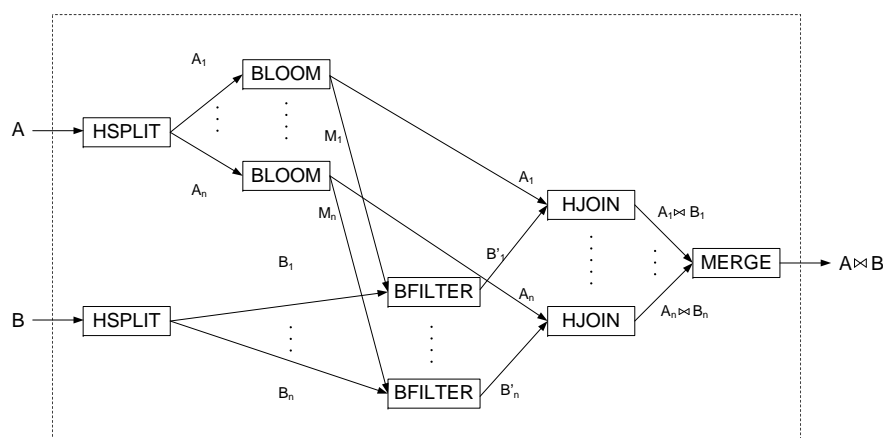 A₁
BLOOM
A
HSPLIT
M₁
BLOOM
Aₙ
A₁
Mₙ
HJOIN
A₁⋈B₁
B₁
B'₁
MERGE
A⋈B
BFILTER
Aₙ
B
HSPLIT
HJOIN
Aₙ⋈Bₙ
Bₙ
BFILTER
B'ₙ